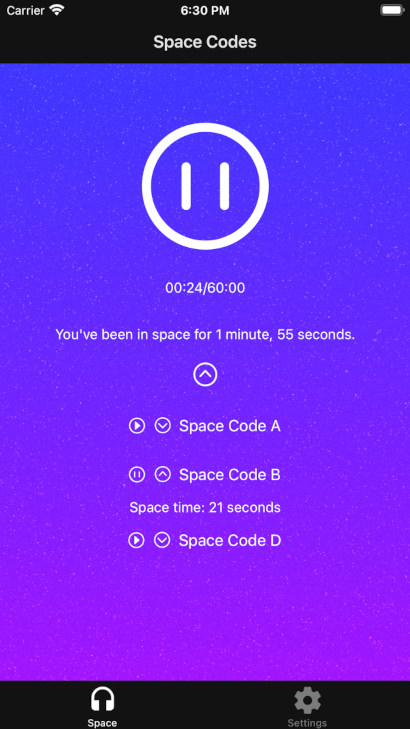 Carrier 6:30 PM
Space Codes
00:24/60:00
You've been in space for 1 minute, 55 seconds.
Space Code A
Space Code B
Space time: 21 seconds
Space Code D
Space Settings